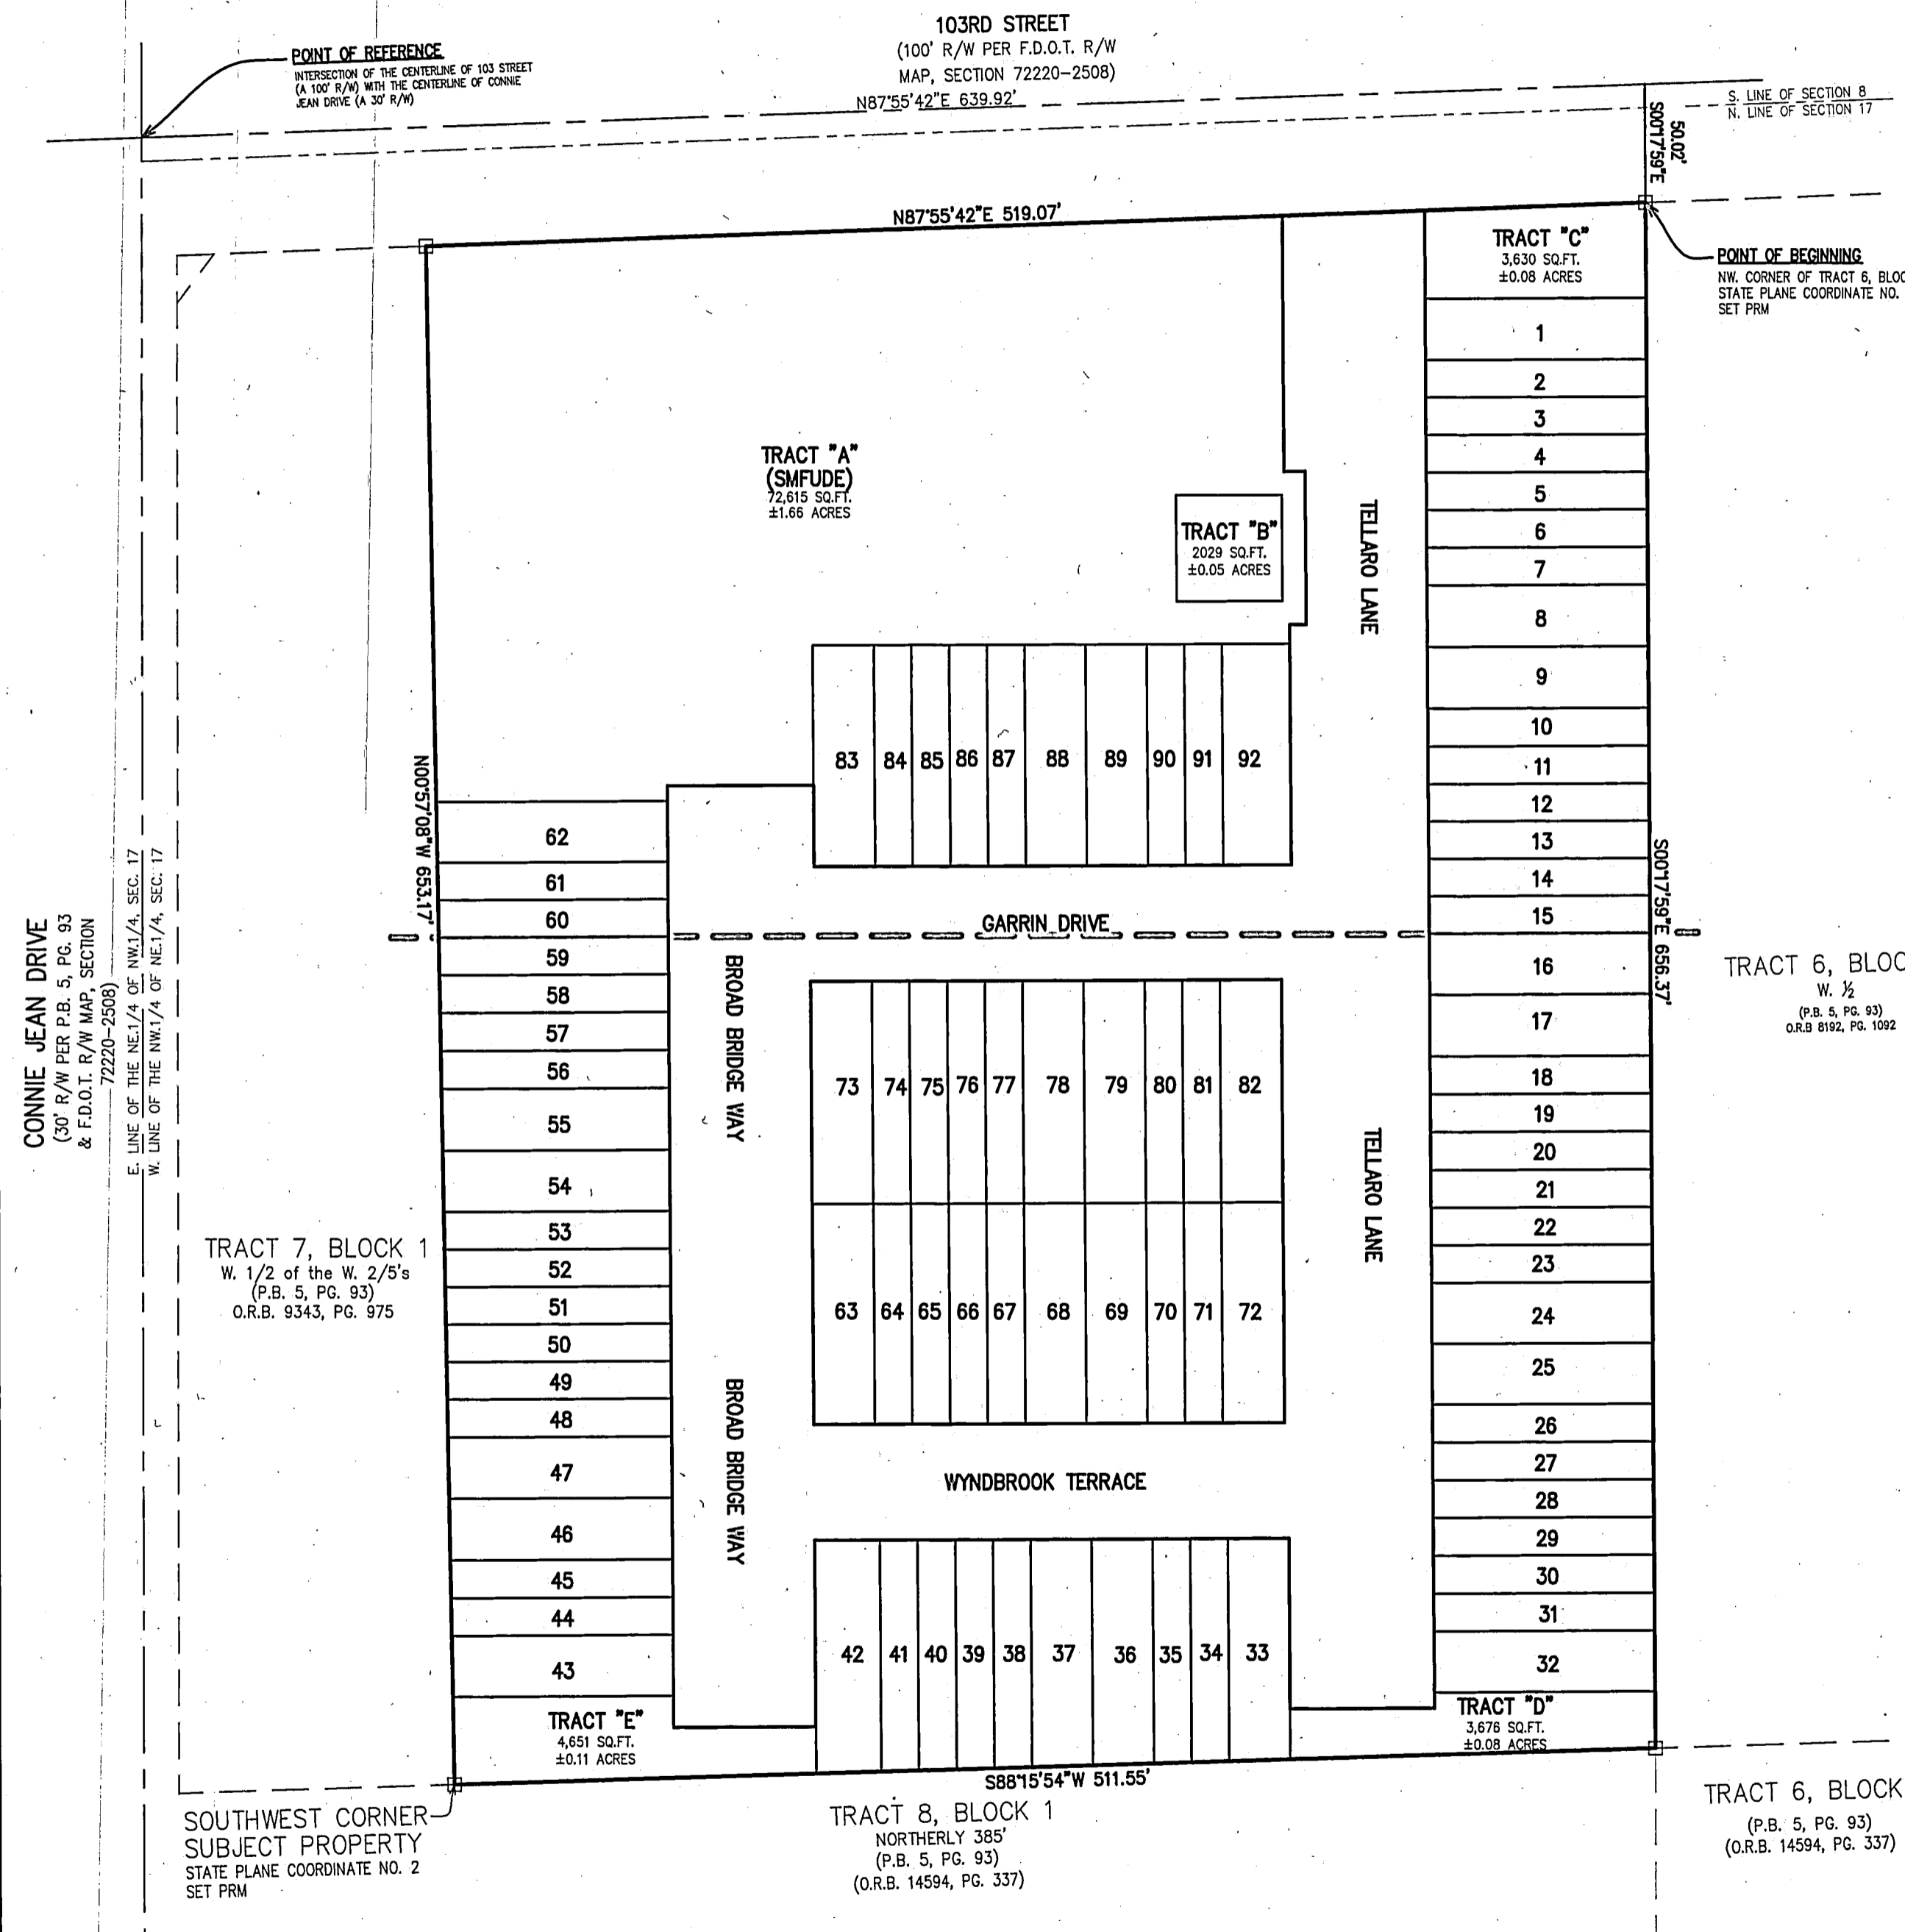 103RD STREET
(100' R/W PER F.D.O.T. R/W
MAP, SECTION 72220-2508)
N87°55'42"E 639.92'
POINT OF REFERENCE
INTERSECTION OF THE CENTERLINE OF 103 STREET
(A 100' R/W) WITH THE CENTERLINE OF CONNIE
JEAN DRIVE (A 30' R/W)
S. LINE OF SECTION 8
N. LINE OF SECTION 17
50.02'
S00°17'59"E
N87°55'42"E 519.07'
TRACT "C"
3,630 SQ.FT.
±0.08 ACRES
POINT OF BEGINNING
NW. CORNER OF TRACT 6, BLOC
STATE PLANE COORDINATE NO.
SET PRM
TRACT "A"
(SMFUDE)
72,615 SQ.FT.
±1.66 ACRES
TRACT "B"
2029 SQ.FT.
±0.05 ACRES
TELLARO LANE
1
2
3
4
5
6
7
8
9
10
11
12
13
14
15
16
17
18
19
20
21
22
23
24
25
26
27
28
29
30
31
32
83 84 85 86 87 88 89 90 91 92
N00°57'08"W 653.17'
S00°17'59"E 656.37'
62
61
60
59
58
57
56
55
54
53
52
51
50
49
48
47
46
45
44
43
GARRIN DRIVE
BROAD BRIDGE WAY
73 74 75 76 77 78 79 80 81 82
TELLARO LANE
63 64 65 66 67 68 69 70 71 72
BROAD BRIDGE WAY
WYNDBROOK TERRACE
42 41 40 39 38 37 36 35 34 33
CONNIE JEAN DRIVE
(30' R/W PER P.B. 5, PG. 93
& F.D.O.T. R/W MAP, SECTION
72220-2508)
E. LINE OF THE NE.1/4 OF NW.1/4, SEC. 17
W. LINE OF THE NW.1/4 OF NE.1/4, SEC. 17
TRACT 6, BLOC
W. ½
(P.B. 5, PG. 93)
O.R.B 8192, PG. 1092
TRACT 7, BLOCK 1
W. 1/2 of the W. 2/5's
(P.B. 5, PG. 93)
O.R.B. 9343, PG. 975
TRACT "E"
4,651 SQ.FT.
±0.11 ACRES
TRACT "D"
3,676 SQ.FT.
±0.08 ACRES
S88°15'54"W 511.55'
SOUTHWEST CORNER
SUBJECT PROPERTY
STATE PLANE COORDINATE NO. 2
SET PRM
TRACT 8, BLOCK 1
NORTHERLY 385'
(P.B. 5, PG. 93)
(O.R.B. 14594, PG. 337)
TRACT 6, BLOCK
(P.B. 5, PG. 93)
(O.R.B. 14594, PG. 337)